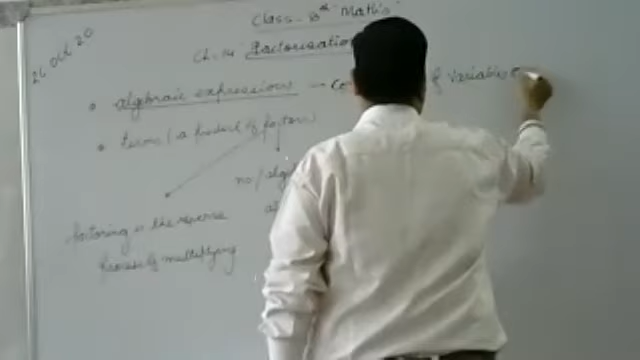 26 Oct 20
Class - 8th Maths
Ch. 14 Factorisation
algebraic expressions — Co of variables
terms (a product of factors
no/alg
factoring is the reverse
process of multiplying